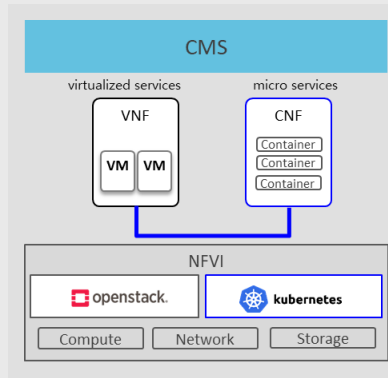 CMS
virtualized services
micro services
VNF
CNF
VM
VM
Container
Container
Container
NFVI
openstack.
kubernetes
Compute
Network
Storage